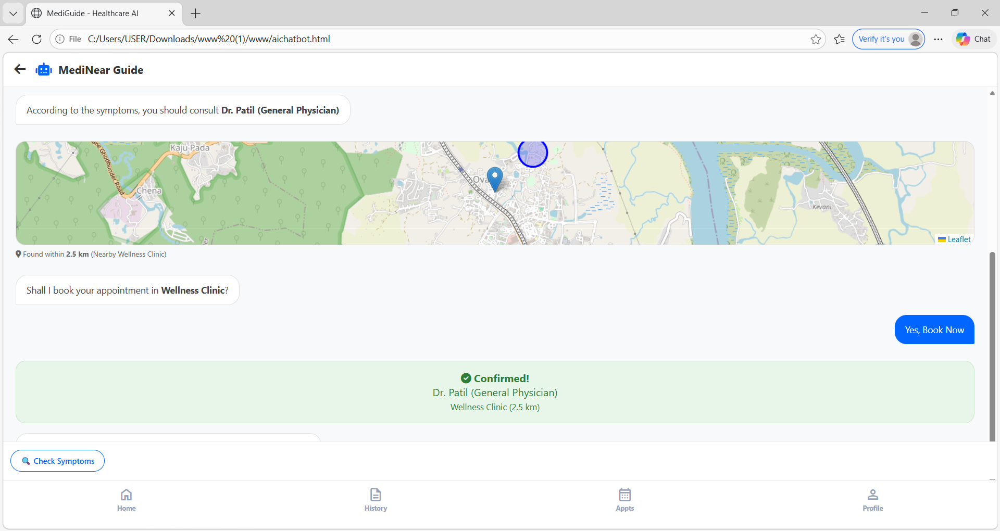 MediGuide - Healthcare AI
File C:/Users/USER/Downloads/www%20(1)/www/aichatbot.html
Verify it's you
Chat
MediNear Guide
According to the symptoms, you should consult Dr. Patil (General Physician)
Kaju Pada
Ghodbunder Road
Chena
Ova
Kevani
Leaflet
Found within 2.5 km (Nearby Wellness Clinic)
Shall I book your appointment in Wellness Clinic?
Yes, Book Now
Confirmed!
Dr. Patil (General Physician)
Wellness Clinic (2.5 km)
Check Symptoms
Home
History
Appts
Profile